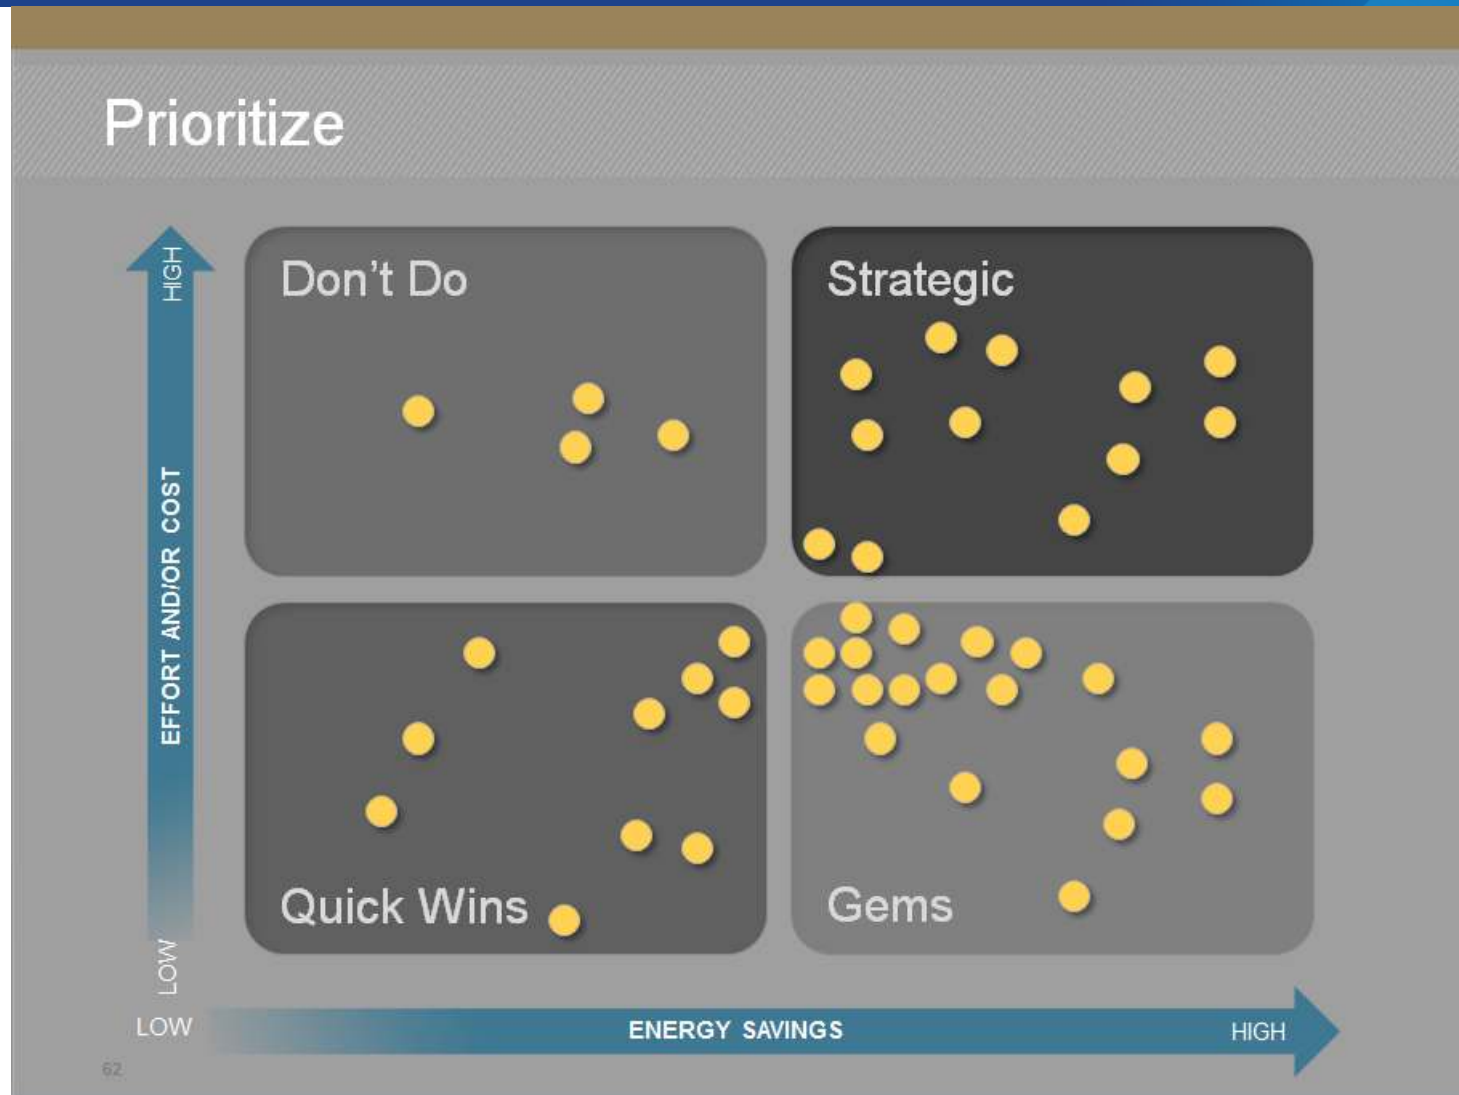 Prioritize
HIGH
Don't Do
Strategic
EFFORT AND/OR COST
Quick Wins
Gems
LOW
LOW
ENERGY SAVINGS
HIGH
62